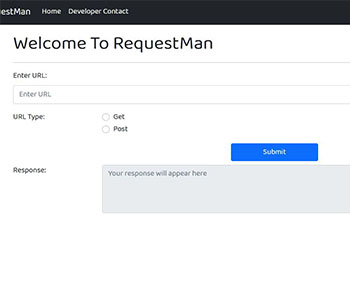 uestMan Home Developer Contact
Welcome To RequestMan
Enter URL:
Enter URL
URL Type:
Get
Post
Submit
Response:
Your response will appear here